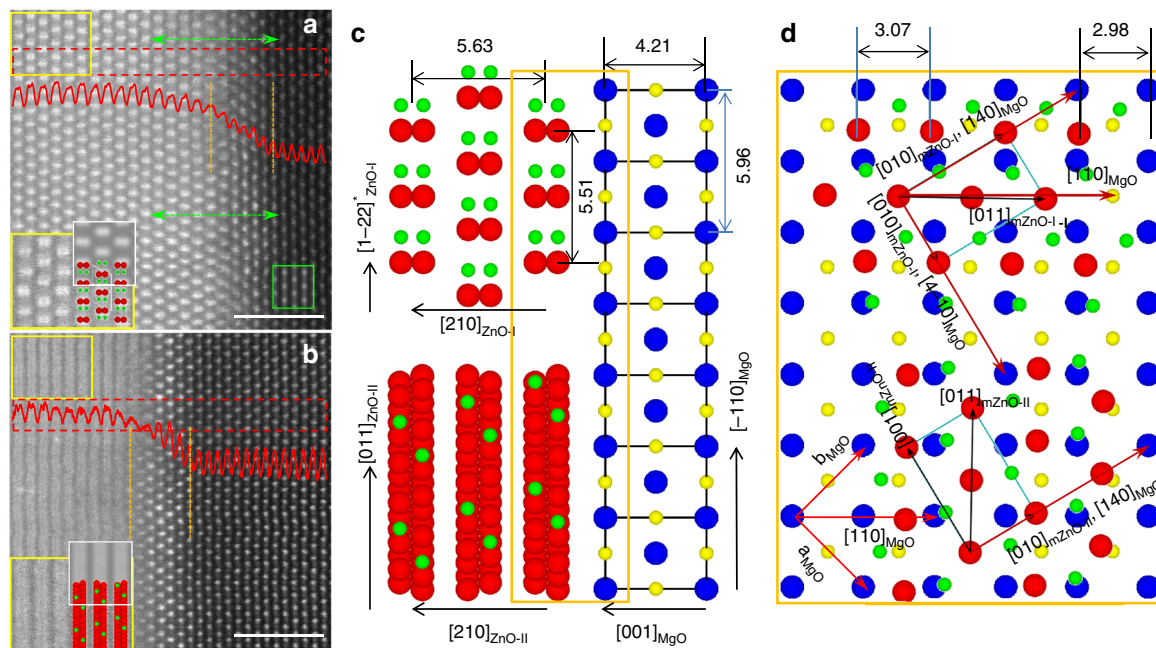 a
b
c
5.63
4.21
[1–22]*ZnO-I
5.51
5.96
[210]ZnO-I
[011]ZnO-II
[–110]MgO
[210]ZnO-II
[001]MgO
d
3.07
2.98
[010]mZnO-I, [140]MgO
[110]MgO
[011]mZnO-I -I
[010]mZnO-I, [4–10]MgO
[100]mZnO-II
[011]mZnO-II
bMgO
[110]MgO
aMgO
[010]mZnO-II, [140]MgO